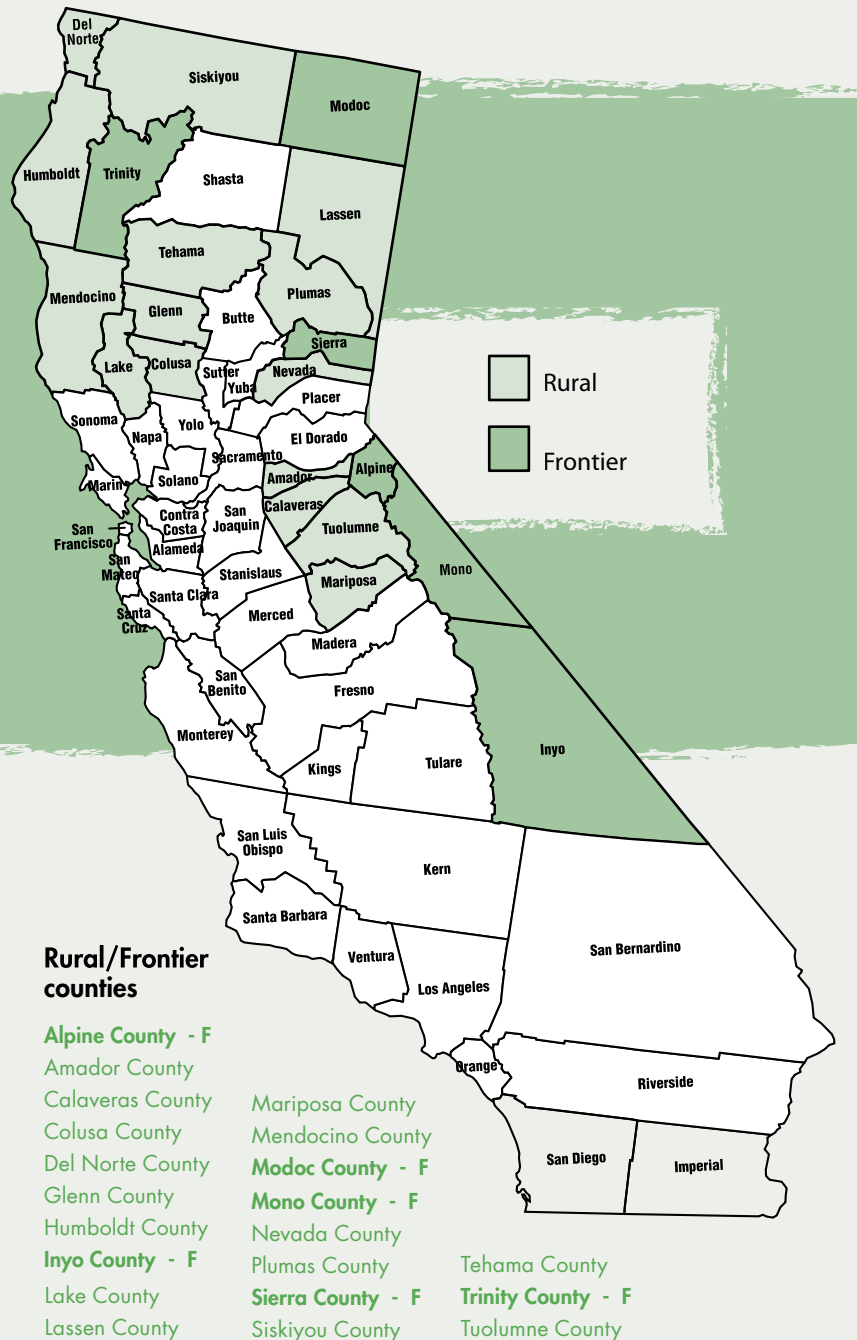 Del
Norte
Siskiyou
Modoc
Humboldt
Trinity
Shasta
Lassen
Tehama
Mendocino
Plumas
Glenn
Butte
Sierra
Lake
Colusa
Sutter
Yuba
Nevada
Placer
Sonoma
Napa
Yolo
El Dorado
Sacramento
Marin
Solano
Amador
Alpine
Calaveras
San
Francisco
Contra
Costa
San
Joaquin
Tuolumne
Alameda
San
Mateo
Stanislaus
Mono
Santa Clara
Mariposa
Santa
Cruz
Merced
Madera
San
Benito
Fresno
Monterey
Kings
Tulare
Inyo
San Luis
Obispo
Kern
Santa Barbara
San Bernardino
Ventura
Los Angeles
Orange
Riverside
San Diego
Imperial
Rural
Frontier
Rural/Frontier
counties
Alpine County - F
Amador County
Calaveras County
Colusa County
Del Norte County
Glenn County
Humboldt County
Inyo County - F
Lake County
Lassen County
Mariposa County
Mendocino County
Modoc County - F
Mono County - F
Nevada County
Plumas County
Sierra County - F
Siskiyou County
Tehama County
Trinity County - F
Tuolumne County